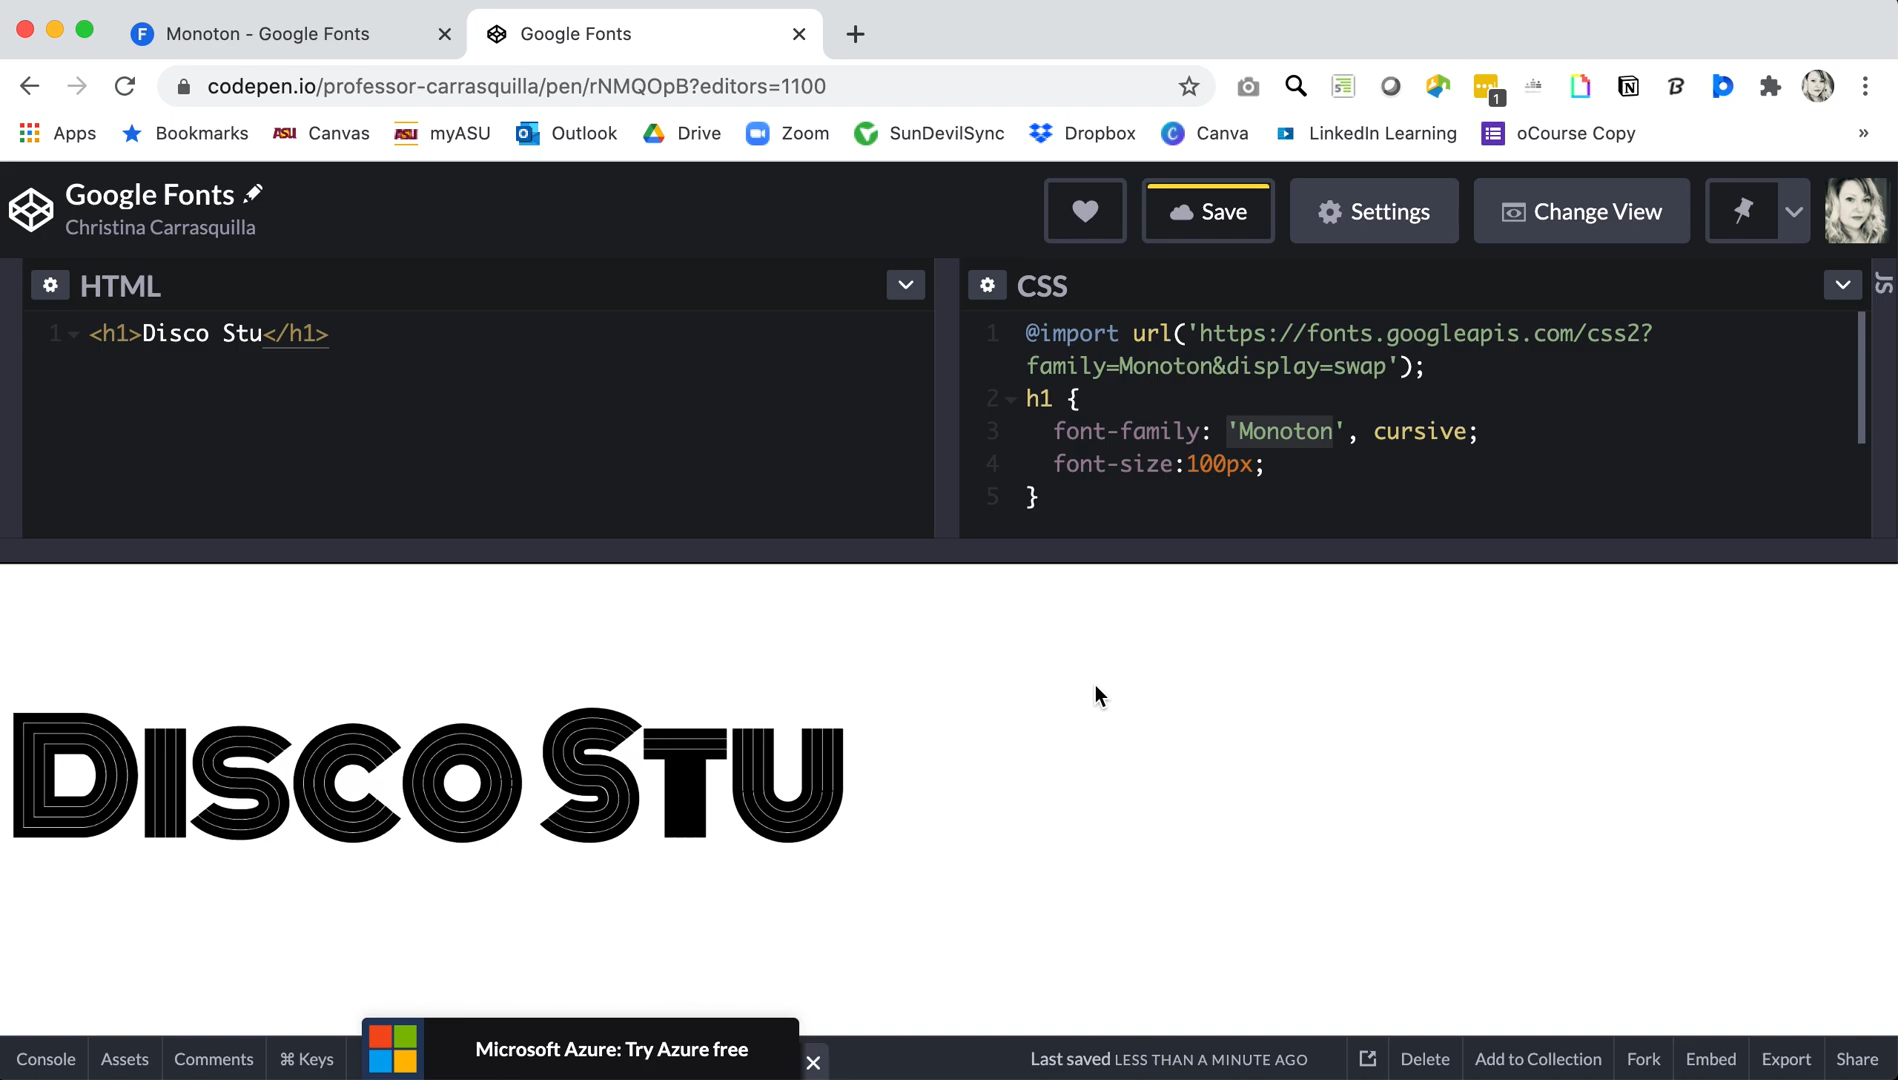 Monoton - Google Fonts
Google Fonts
codepen.io/professor-carrasquilla/pen/rNMQOpB?editors=1100
1
Apps Bookmarks ASU Canvas ASU myASU Outlook Drive Zoom SunDevilSync Dropbox Canva LinkedIn Learning oCourse Copy »
Google Fonts
Christina Carrasquilla
Save Settings Change View
HTML
1 <h1>Disco Stu</h1>
CSS
JS
1 @import url('https://fonts.googleapis.com/css2?
family=Monoton&display=swap');
2 h1 {
3 font-family: 'Monoton', cursive;
4 font-size:100px;
5 }
Disco Stu
Console Assets Comments ⌘ Keys
Microsoft Azure: Try Azure free
Last saved LESS THAN A MINUTE AGO
Delete Add to Collection Fork Embed Export Share